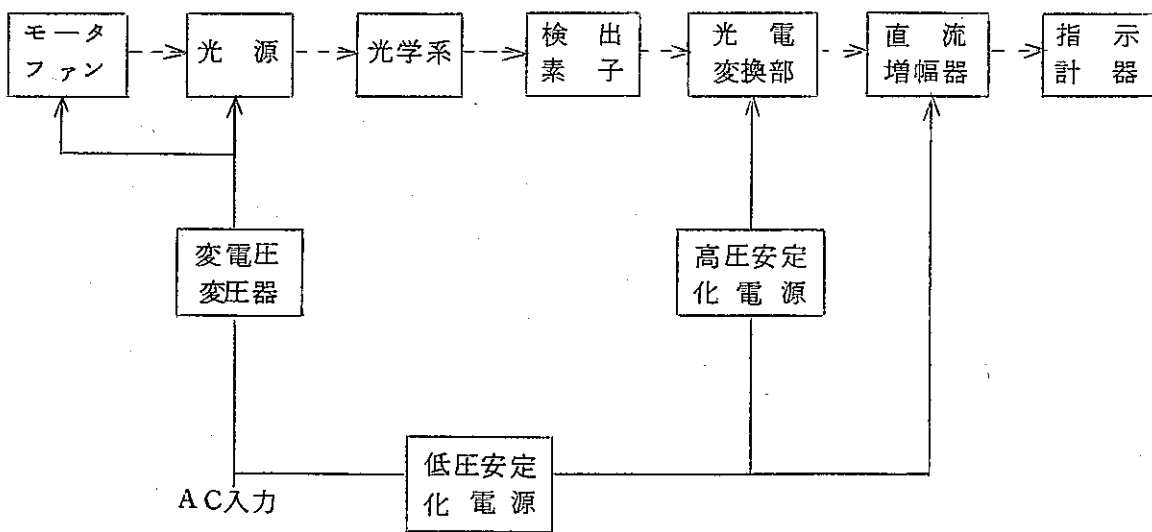 モータ
ファン
光源
光学系
検出
素子
光電
変換部
直流
増幅器
指示
計器
変電圧
変圧器
高圧安定
化電源
低圧安定
化電源
AC入力